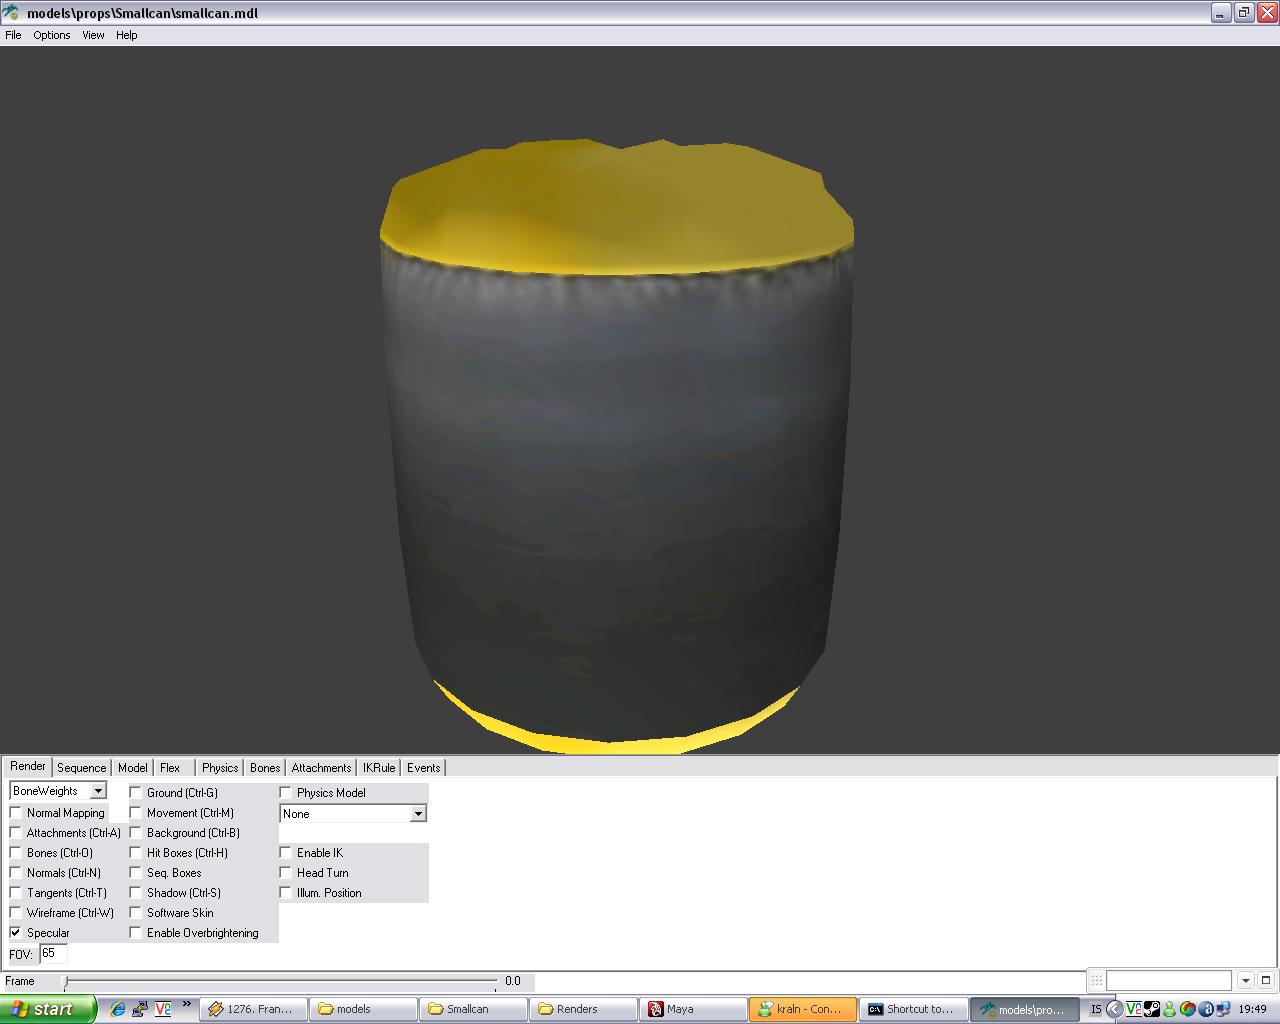 models\props\Smallcan\smallcan.mdl
File Options View Help
Render Sequence Model Flex Physics Bones Attachments IKRule Events
BoneWeights Ground (Ctrl-G) Physics Model
Normal Mapping Movement (Ctrl-M) None
Attachments (Ctrl-A) Background (Ctrl-B)
Bones (Ctrl-O) Hit Boxes (Ctrl-H) Enable IK
Normals (Ctrl-N) Seq. Boxes Head Turn
Tangents (Ctrl-T) Shadow (Ctrl-S) Illum. Position
Wireframe (Ctrl-W) Software Skin
Specular Enable Overbrightening
FOV: 65
Frame 0.0
start 1276. Fran... models Smallcan Renders Maya kraln - Con... Shortcut to... models\pro... IS 19:49